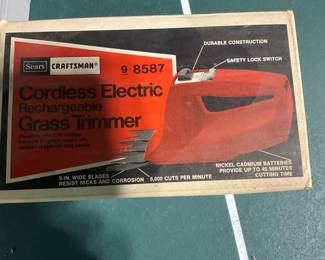 DURABLE CONSTRUCTION
Sears CRAFTSMAN®
9 8587
SAFETY LOCK SWITCH
Cordless Electric
Rechargeable
Grass Trimmer
NICKEL CADMIUM BATTERIES
PROVIDE UP TO 45 MINUTES
CUTTING TIME
3-IN. WIDE BLADES
RESIST NICKS AND CORROSION
6,000 CUTS PER MINUTE